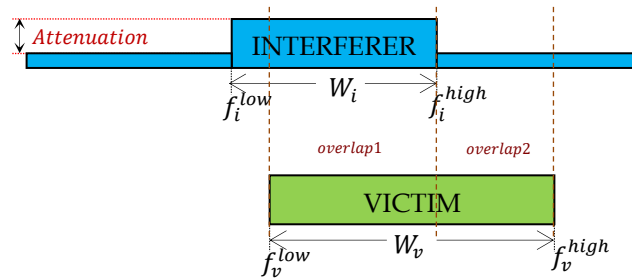 Attenuation
INTERFERER
W_i
f_i^{low}
f_i^{high}
overlap1
overlap2
VICTIM
W_v
f_v^{low}
f_v^{high}